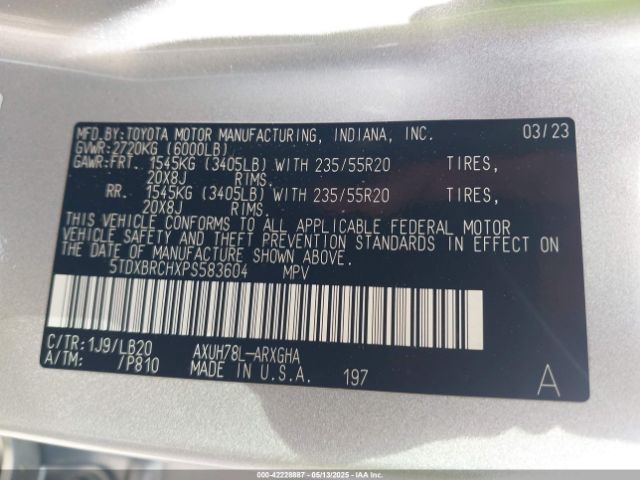 MFD.BY:TOYOTA MOTOR MANUFACTURING, INDIANA, INC. 03/23
GVWR:2720KG (6000LB)
GAWR:FRT. 1545KG (3405LB) WITH 235/55R20 TIRES,
20X8J RIMS.
RR. 1545KG (3405LB) WITH 235/55R20 TIRES,
20X8J RIMS.
THIS VEHICLE CONFORMS TO ALL APPLICABLE FEDERAL MOTOR
VEHICLE SAFETY AND THEFT PREVENTION STANDARDS IN EFFECT ON
THE DATE OF MANUFACTURE SHOWN ABOVE.
5TDXBRCHXPS583604 MPV
C/TR:1J9/LB20 AXUH78L-ARXGHA
A/TM: /P810 MADE IN U.S.A. 197 A
000-42228887 - 05/13/2025 - IAA, Inc.